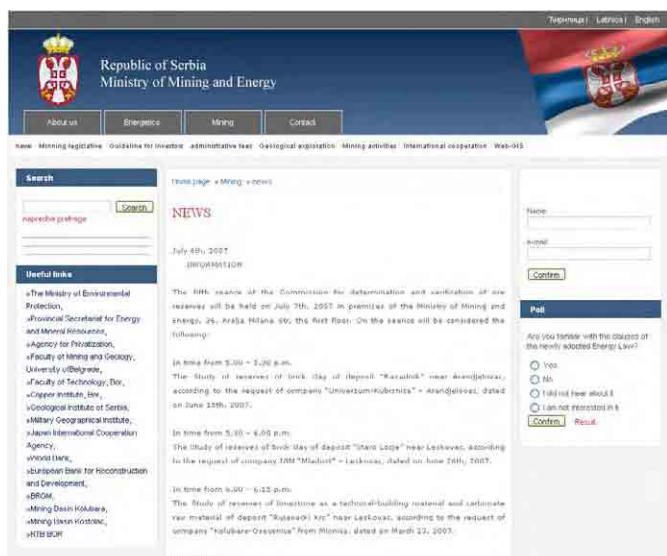 Ћирилица | Latinica | English
Republic of Serbia
Ministry of Mining and Energy
About us Energetics Mining Contact
news Minning legislative Guideline for investors administrative fees Geological exploration Mining activities International cooperation Web-GIS
Search
Search
napredna pretraga
Useful links
»The Ministry of Environmental
Protection,
»Provincial Secretariat for Energy
and Mineral Resources,
»Agency for Privatization,
»Faculty of Mining and Geology,
University ofBelgrade,
»Faculty of Technology, Bor,
»Copper Institute, Bor,
»Geological Institute of Serbia,
»Military Geographical Institute,
»Japan International Cooperation
Agency,
»World Bank,
»European Bank for Reconstruction
and Development,
»BRGM,
»Mining Basin Kolubara,
»Mining Basin Kostolac,
»RTB BOR
Home page » Mining » news
NEWS
July 4th, 2007
INFORMATION
The fifth seance of the Commission for determination and verification of ore
reserves will be held on July 7th, 2007 in premises of the Ministry of Mining and
Energy, 36, Kralja Milana str, the first floor. On the seance will be considered the
following:
In time from 5.00 – 5.30 p.m.
The Study of reserves of brick clay of deposit "Razadnik" near Arandjelovac,
according to the request of company "Univerzum-Kubrsnica" – Arandjelovac, dated
on June 15th, 2007.
In time from 5.30 – 6.00 p.m.
The Study of reserves of brick clay of deposit "Staro Lozje" near Leskovac, according
to the request of company IGM "Mladost" – Leskovac, dated on June 26th, 2007.
In time from 6.00 – 6.15 p.m.
The Study of reserves of limestone as a technical-building material and carbonate
raw material of deposit near Leskovac, according to the request of
company from Mionica, dated on March 23, 2007.
Name
e-mail
Confirm
Poll
Are you familiar with the clauses of
the newly adopted Energy Law?
Yes
No
I did not hear about it
I am not interested in it
Confirm Result